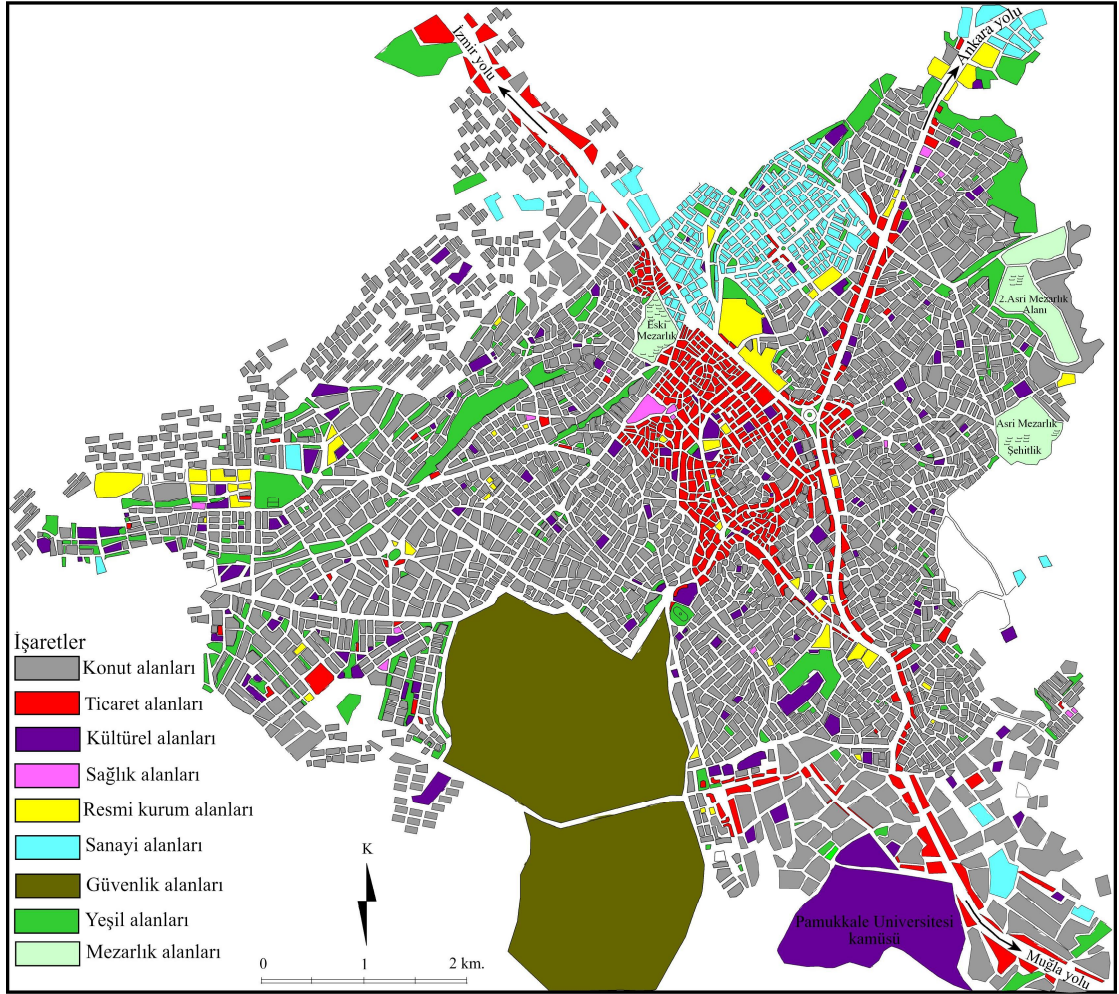 İzmir yolu
Ankara yolu
2.Asri Mezarlık
Alanı
Eski
Mezarlık
Asri Mezarlık
Şehitlik
İşaretler
Konut alanları
Ticaret alanları
Kültürel alanları
Sağlık alanları
Resmi kurum alanları
Sanayi alanları
Güvenlik alanları
Yeşil alanları
Mezarlık alanları
K
0 1 2 km.
Pamukkale Universitesi
kamüsü
Muğla yolu